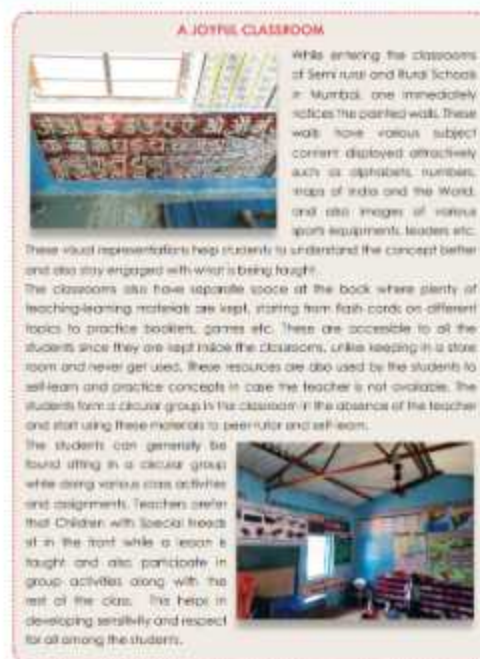 A JOYFUL CLASSROOM
While entering the classrooms
of Semi rural and Rural Schools
in Mumbai, one immediately
notices the painted walls. These
walls have various subject
content displayed attractively
such as alphabets, numbers,
maps of India and the World,
and also images of various
sports equipments, leaders etc.
These visual representations help students to understand the concept better
and also stay engaged with what is being taught.
The classrooms also have separate space at the back where plenty of
teaching-learning materials are kept, starting from flash cards on different
topics to practice booklets, games etc. These are accessible to all the
students since they are kept inside the classrooms, unlike keeping in a store
room and never get used. These resources are also used by the students to
self-learn and practice concepts in case the teacher is not available. The
students form a circular group in the classroom in the absence of the teacher
and start using these materials to peer-tutor and self-learn.
The students can generally be
found sitting in a circular group
while doing various class activities
and assignments. Teachers prefer
that Children with Special Needs
sit in the front while a lesson is
taught and also participate in
group activities along with the
rest of the class. This helps in
developing sensitivity and respect
for all among the students.